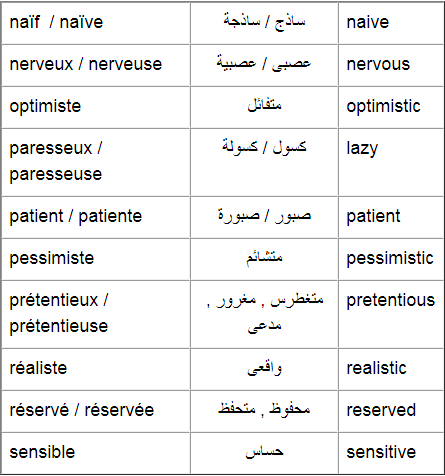 naïf / naïve ساذج / ساذجة naive
nerveux / nerveuse عصبى / عصبية nervous
optimiste متفائل optimistic
paresseux / كسول / كسولة lazy
paresseuse
patient / patiente صبور / صبورة patient
pessimiste متشائم pessimistic
prétentieux / متغطرس , مغرور , pretentious
prétentieuse مدعى
réaliste واقعى realistic
réservé / réservée محفوظ , متحفظ reserved
sensible حساس sensitive